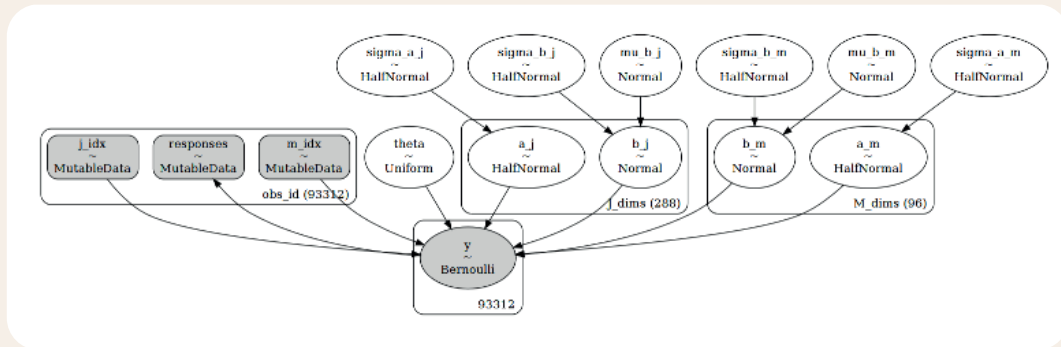 sigma_a_j
~
HalfNormal
sigma_b_j
~
HalfNormal
mu_b_j
~
Normal
sigma_b_m
~
HalfNormal
mu_b_m
~
Normal
sigma_a_m
~
HalfNormal
j_idx
~
MutableData
responses
~
MutableData
m_idx
~
MutableData
obs_id (93312)
theta
~
Uniform
a_j
~
HalfNormal
b_j
~
Normal
J_dims (288)
b_m
~
Normal
a_m
~
HalfNormal
M_dims (96)
y
~
Bernoulli
93312